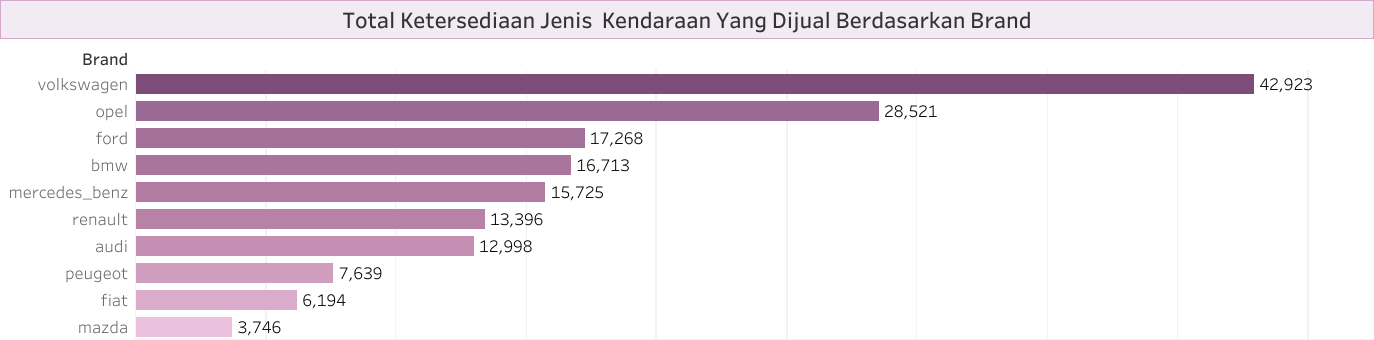 Total Ketersediaan Jenis  Kendaraan Yang Dijual Berdasarkan Brand
Brand
volkswagen 42,923
opel 28,521
ford 17,268
bmw 16,713
mercedes_benz 15,725
renault 13,396
audi 12,998
peugeot 7,639
fiat 6,194
mazda 3,746